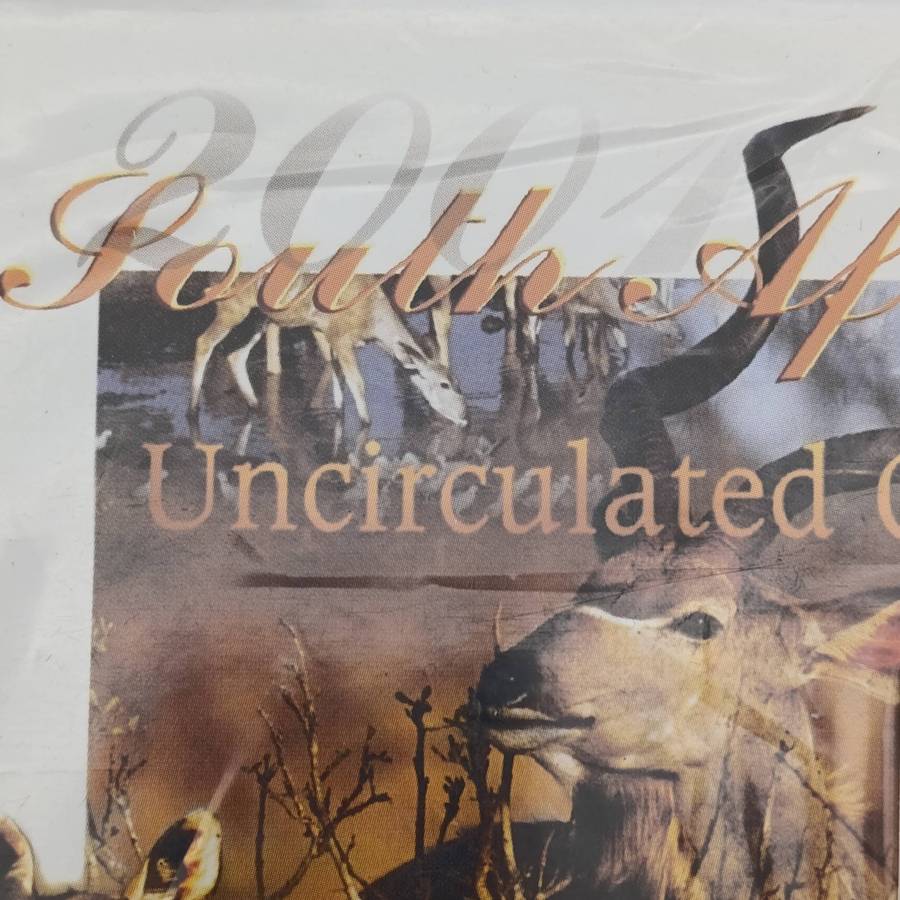 2001
South Af
Uncirculated C